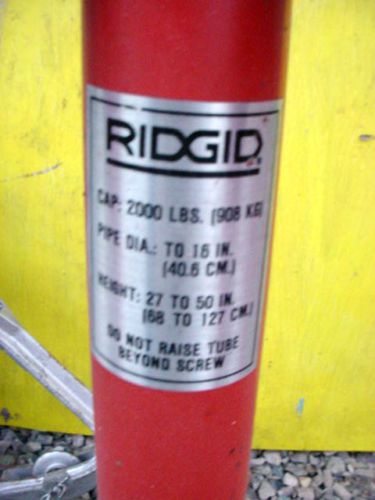 RIDGID
CAP: 2000 LBS. (908 KG)
PIPE DIA.: TO 16 IN.
(40.6 CM.)
HEIGHT: 27 TO 50 IN.
(68 TO 127 CM.)
DO NOT RAISE TUBE
BEYOND SCREW